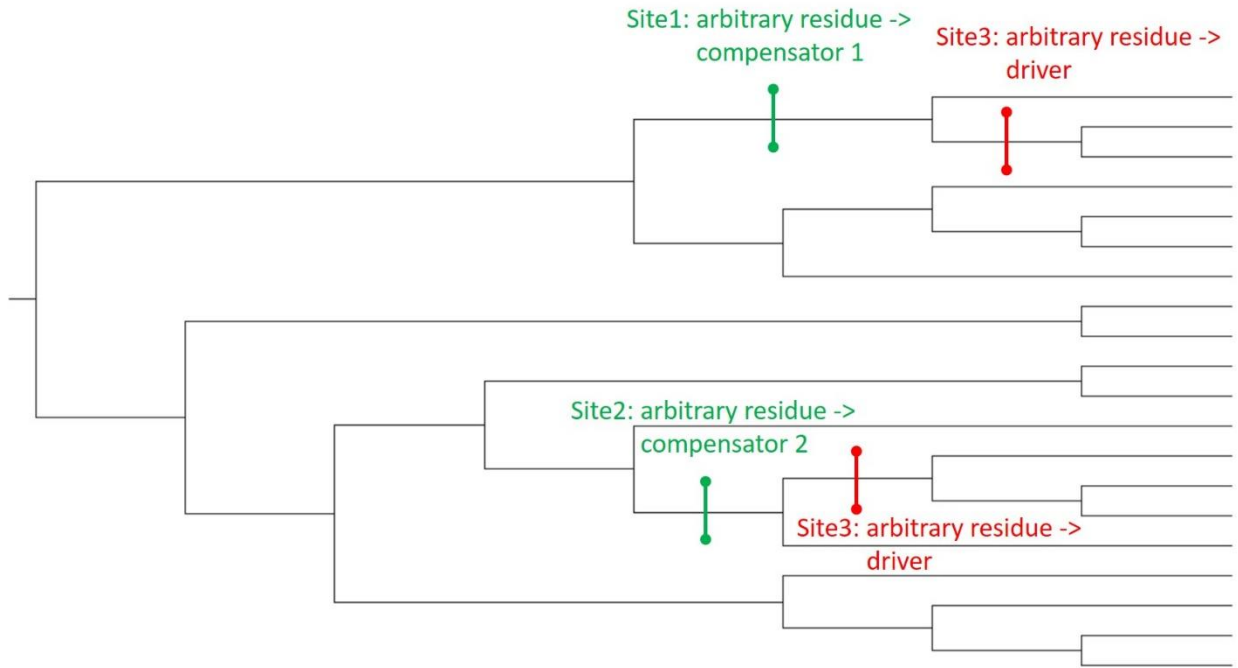 Site1: arbitrary residue ->
compensator 1
Site3: arbitrary residue ->
driver
Site2: arbitrary residue ->
compensator 2
Site3: arbitrary residue ->
driver